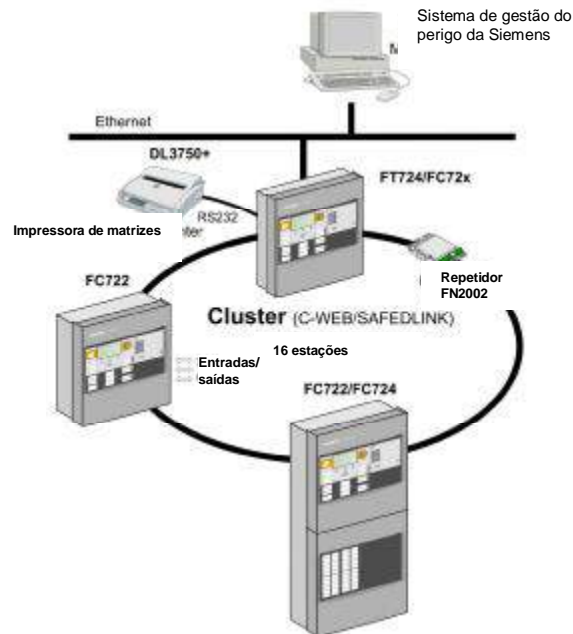 Sistema de gestão do
perigo da Siemens
M
Ethernet
DL3750+
FT724/FC72x
RS232
Impressora de matrizes
nter
FC722
Repetidor
FN2002
Cluster (C-WEB/SAFEDLINK)
16 estações
Entradas/
saídas
FC722/FC724